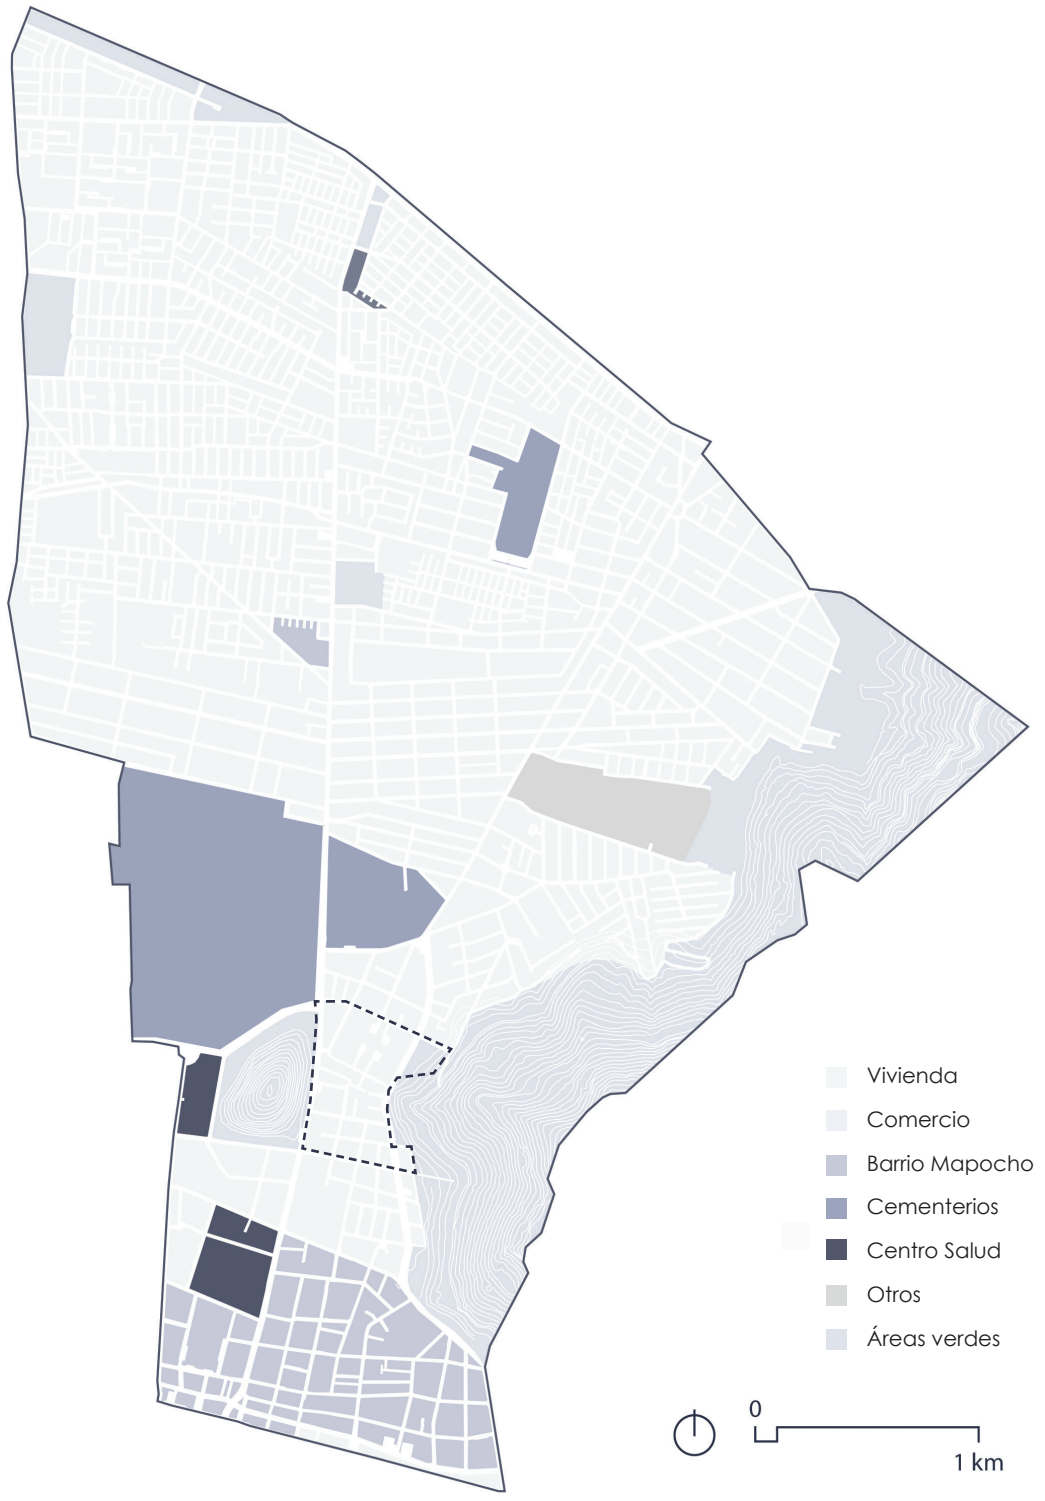 Vivienda
Comercio
Barrio Mapocho
Cementerios
Centro Salud
Otros
Áreas verdes
0
1 km